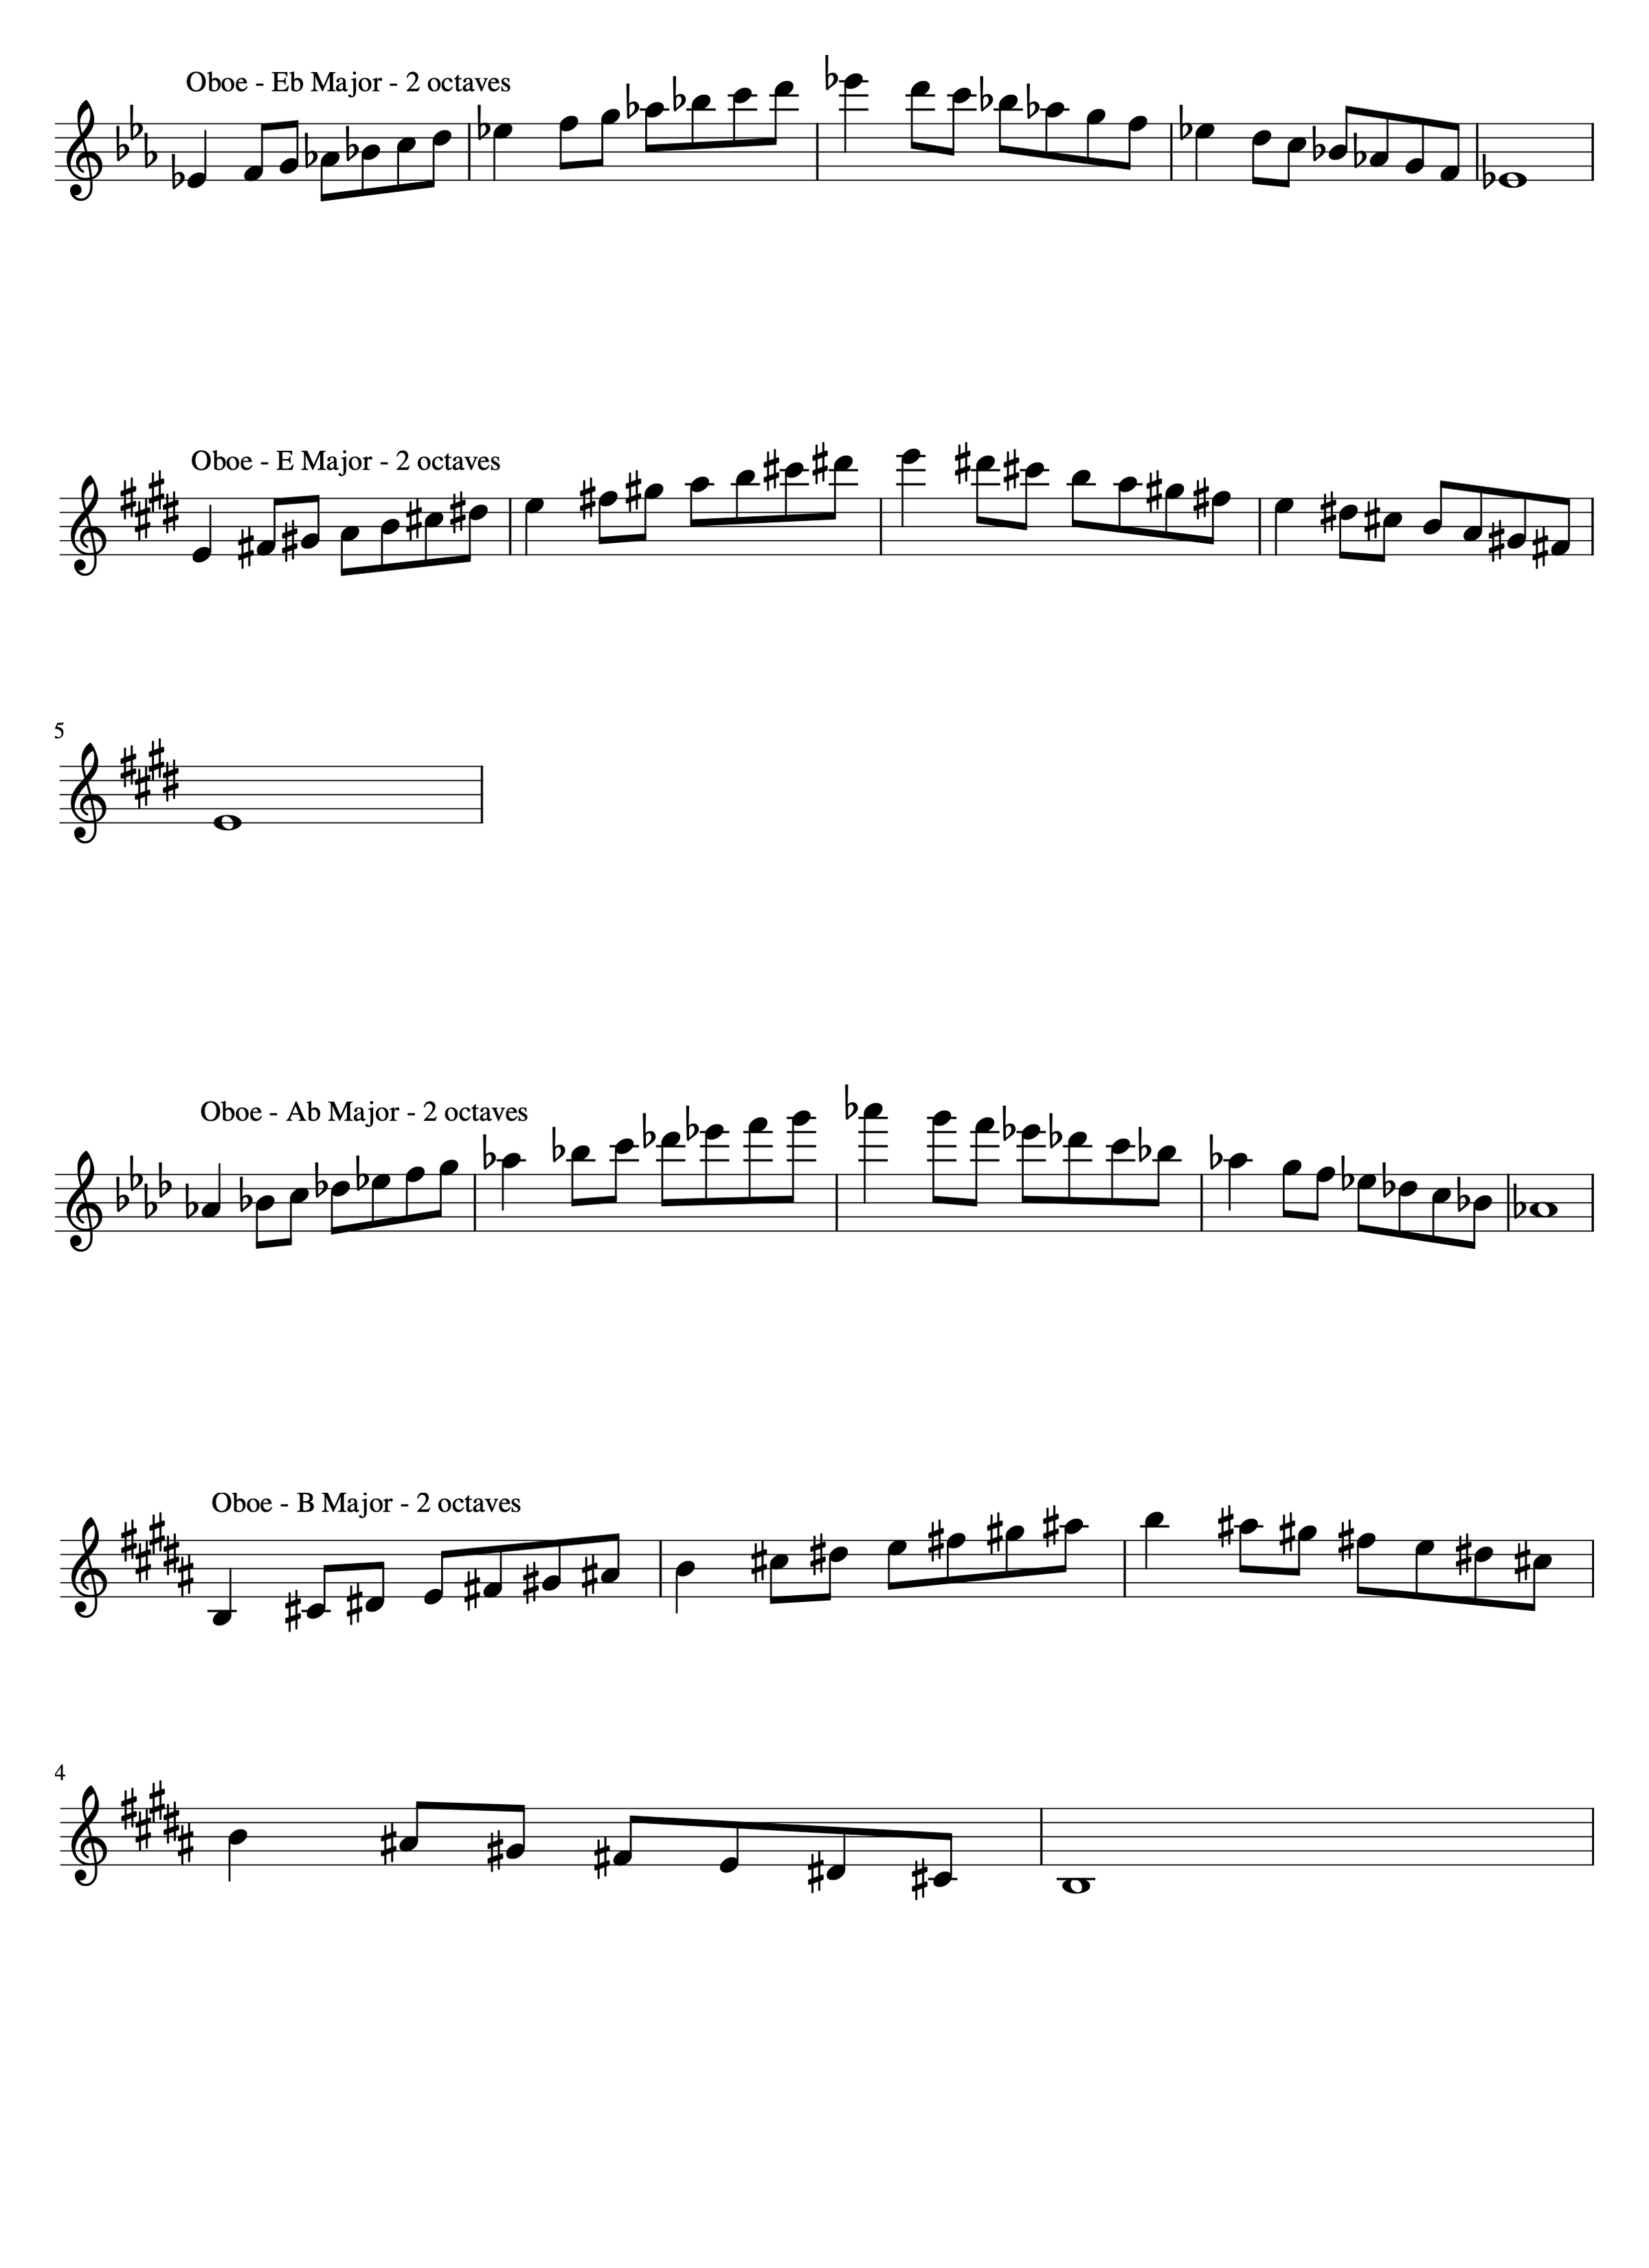 Oboe - Eb Major - 2 octaves
Oboe - E Major - 2 octaves
5
Oboe - Ab Major - 2 octaves
Oboe - B Major - 2 octaves
4